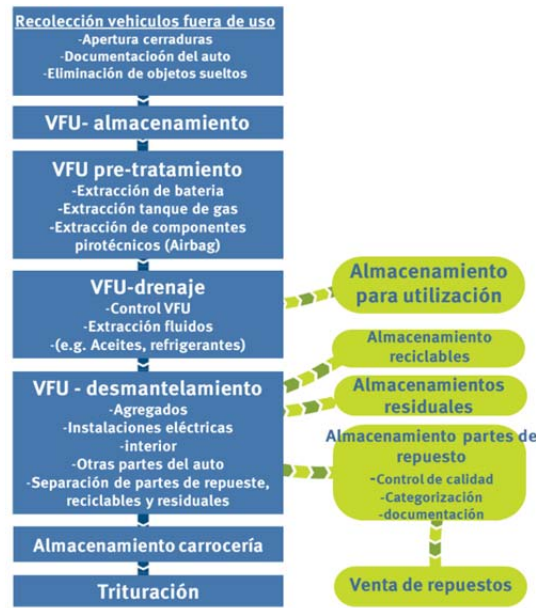 Recolección vehiculos fuera de uso
-Apertura cerraduras
-Documentacioón del auto
-Eliminación de objetos sueltos
VFU- almacenamiento
VFU pre-tratamiento
-Extracción de bateria
-Extracción tanque de gas
-Extracción de componentes
pirotécnicos (Airbag)
VFU-drenaje
-Control VFU
-Extracción fluidos
-(e.g. Aceites, refrigerantes)
Almacenamiento
para utilización
VFU - desmantelamiento
-Agregados
-Instalaciones eléctricas
-interior
-Otras partes del auto
-Separación de partes de repueste,
reciclables y residuales
Almacenamiento
reciclables
Almacenamientos
residuales
Almacenamiento partes de
repuesto
-Control de calidad
-Categorización
-documentación
Almacenamiento carrocería
Trituración
Venta de repuestos